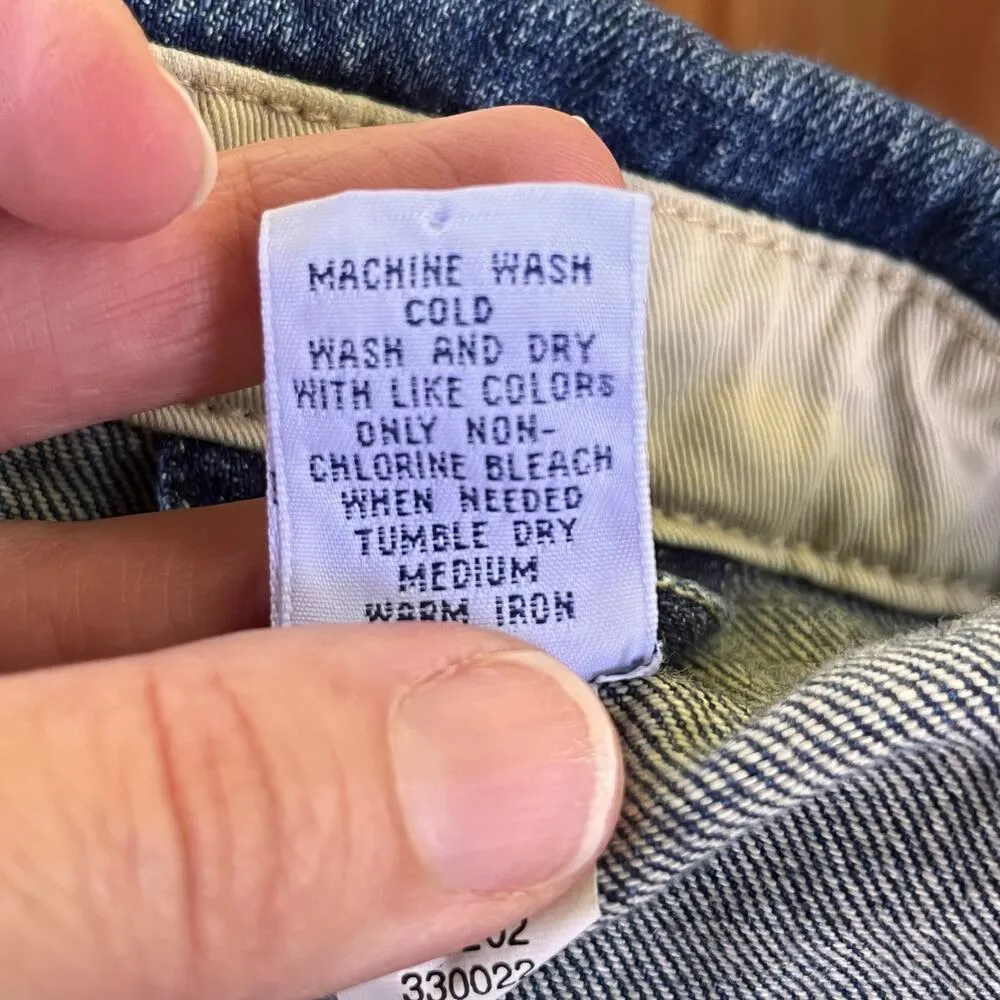 MACHINE WASH
COLD
WASH AND DRY
WITH LIKE COLORS
ONLY NON-
CHLORINE BLEACH
WHEN NEEDED
TUMBLE DRY
MEDIUM
WARM IRON
330022